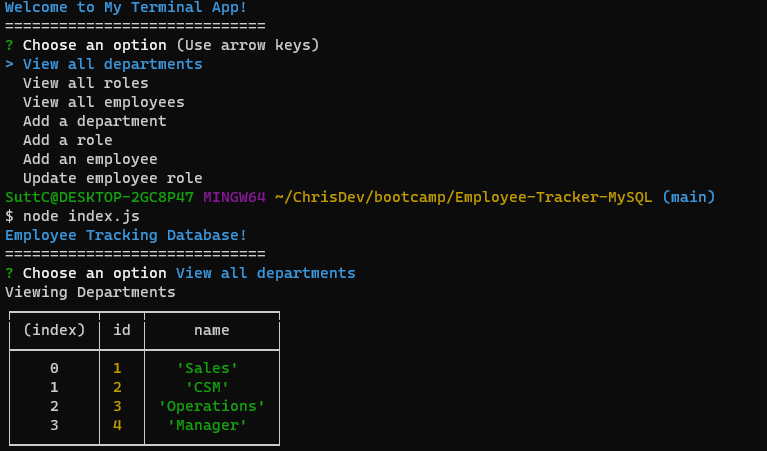 Welcome to My Terminal App!
=============================
? Choose an option (Use arrow keys)
> View all departments
View all roles
View all employees
Add a department
Add a role
Add an employee
Update employee role
SuttC@DESKTOP-2GC8P47 MINGW64 ~/ChrisDev/bootcamp/Employee-Tracker-MySQL (main)
$ node index.js
Employee Tracking Database!
=============================
? Choose an option View all departments
Viewing Departments
(index) id name
0 1 'Sales'
1 2 'CSM'
2 3 'Operations'
3 4 'Manager'